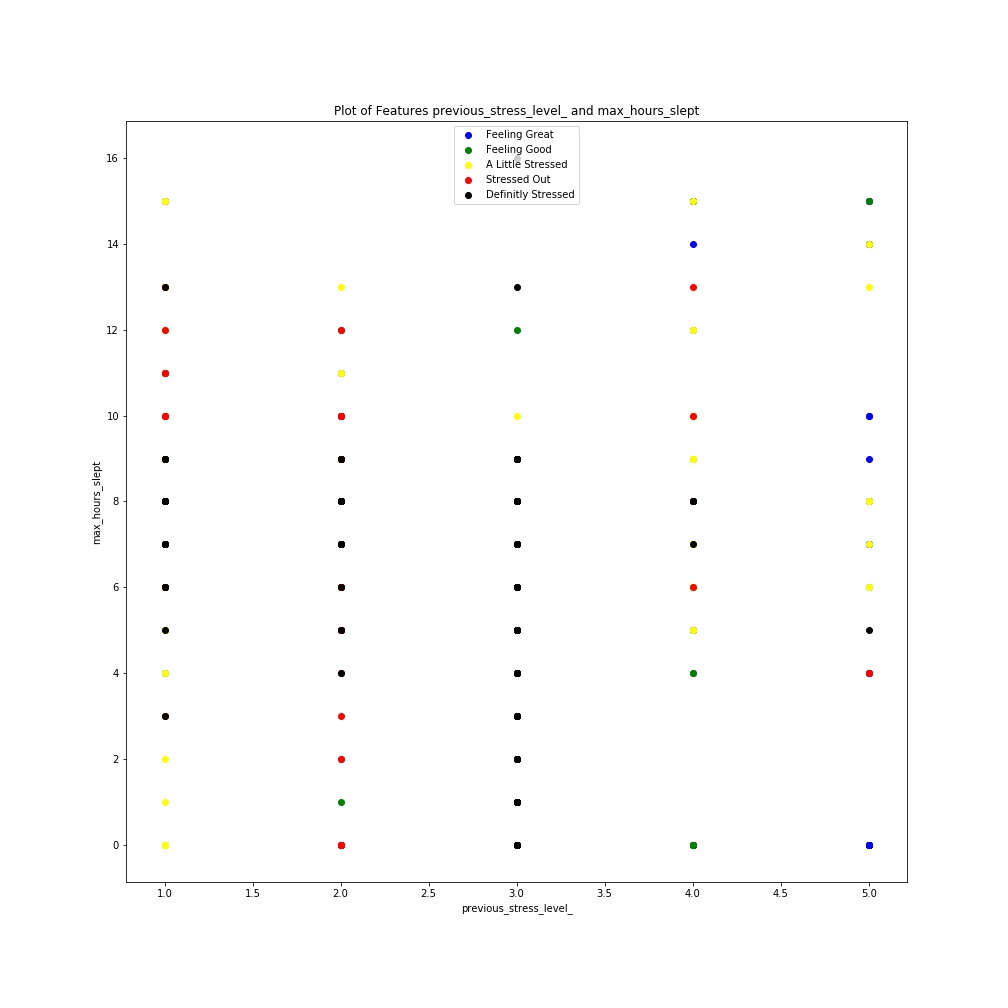 Plot of Features previous_stress_level_ and max_hours_slept
Feeling Great
Feeling Good
A Little Stressed
Stressed Out
Definitly Stressed
max_hours_slept
16
14
12
10
8
6
4
2
0
1.0 1.5 2.0 2.5 3.0 3.5 4.0 4.5 5.0
previous_stress_level_